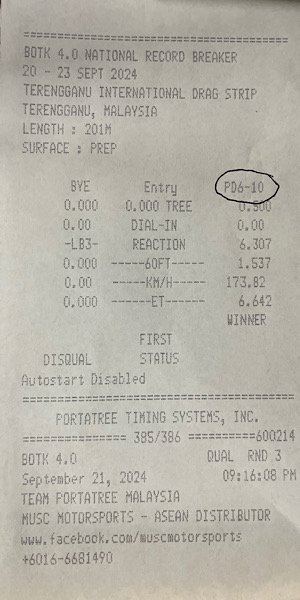 ================================
BOTK 4.0 NATIONAL RECORD BREAKER
20 - 23 SEPT 2024
TERENGGANU INTERNATIONAL DRAG STRIP
TERENGGANU, MALAYSIA
LENGTH : 201M
SURFACE : PREP
BYE Entry PD6-10
0.000 0.000 TREE 0.500
0.00 DIAL-IN 0.00
-LB3- REACTION 6.307
0.000 -----60FT----- 1.537
0.00 -----KM/H----- 173.82
0.000 ------ET------ 6.642
WINNER
FIRST
DISQUAL STATUS
Autostart Disabled
================================
PORTATREE TIMING SYSTEMS, INC.
============== 385/386 ==========600214
BOTK 4.0 QUAL RND 3
September 21, 2024 09:16:08 PM
TEAM PORTATREE MALAYSIA
MUSC MOTORSPORTS - ASEAN DISTRIBUTOR
www.facebook.com/muscmotorsports
+6016-6681490